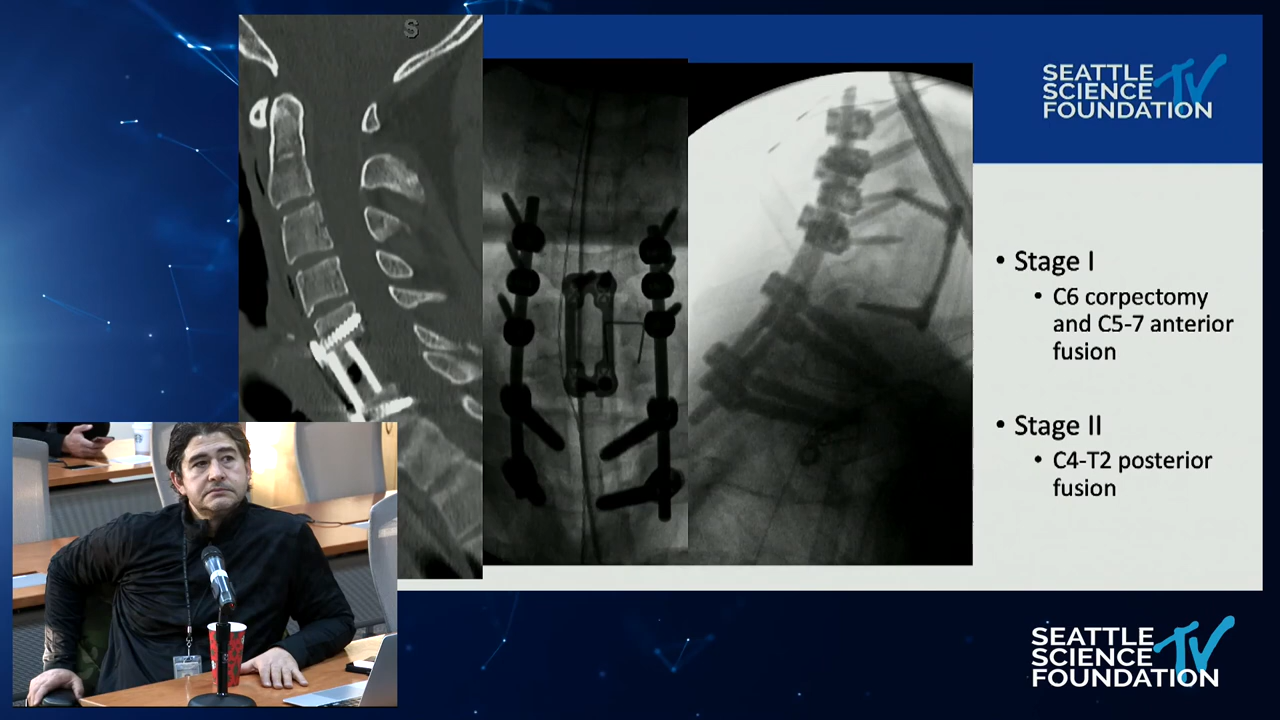 S
SEATTLE
SCIENCE TV
FOUNDATION
• Stage I
• C6 corpectomy
and C5-7 anterior
fusion
• Stage II
• C4-T2 posterior
fusion
SEATTLE
SCIENCE TV
FOUNDATION